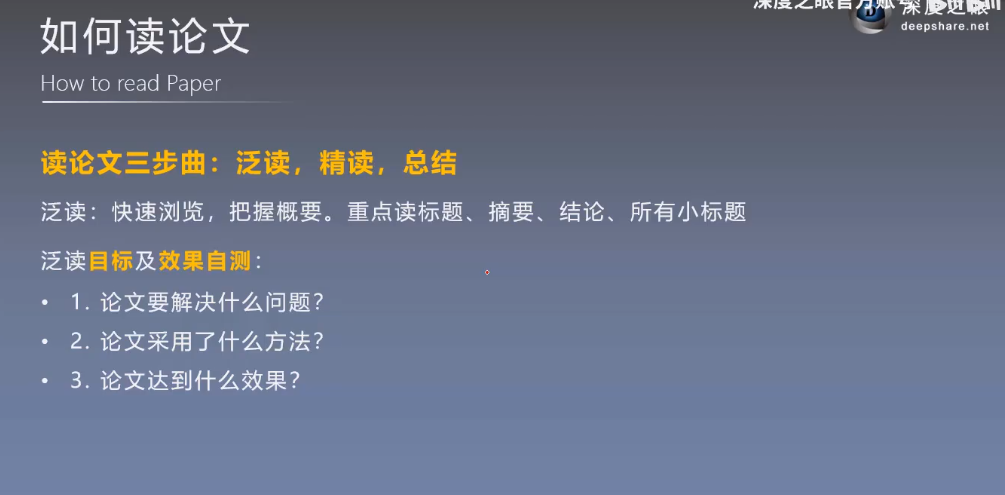 深度之眼官方账号
深度之眼
deepshare.net
如何读论文
How to read Paper
读论文三步曲：泛读，精读，总结
泛读：快速浏览，把握概要。重点读标题、摘要、结论、所有小标题
泛读目标及效果自测：
• 1. 论文要解决什么问题？
• 2. 论文采用了什么方法？
• 3. 论文达到什么效果？